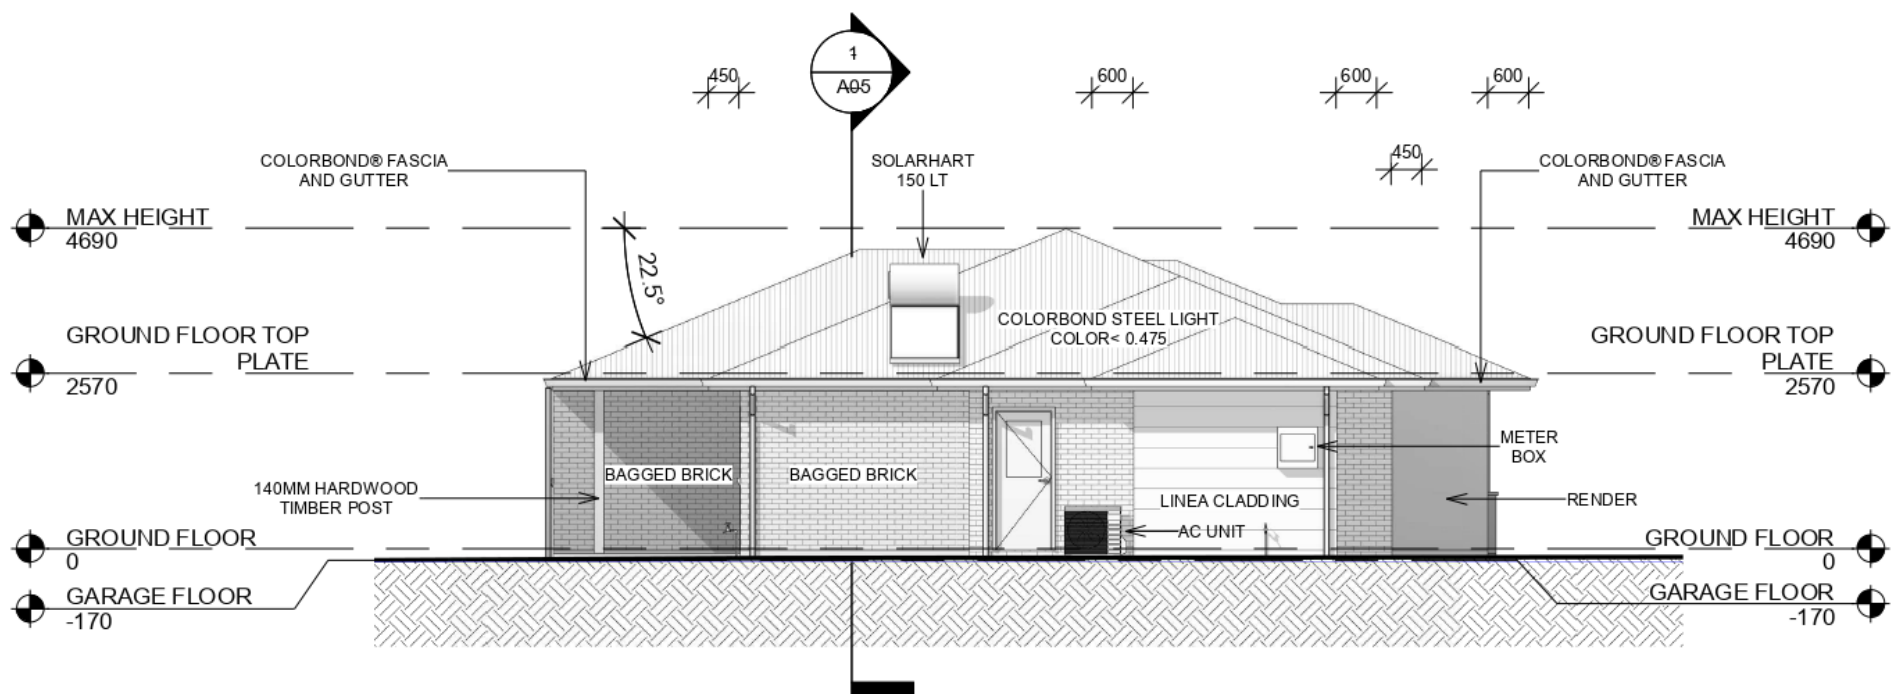 1
A05
450
600
600
600
450
COLORBOND® FASCIA
AND GUTTER
SOLARHART
150 LT
COLORBOND® FASCIA
AND GUTTER
MAX HEIGHT
4690
MAX HEIGHT
4690
22.5°
COLORBOND STEEL LIGHT
COLOR< 0.475
GROUND FLOOR TOP
PLATE
2570
GROUND FLOOR TOP
PLATE
2570
BAGGED BRICK
BAGGED BRICK
METER
BOX
140MM HARDWOOD
TIMBER POST
LINEA CLADDING
RENDER
AC UNIT
GROUND FLOOR
0
GROUND FLOOR
0
GARAGE FLOOR
-170
GARAGE FLOOR
-170